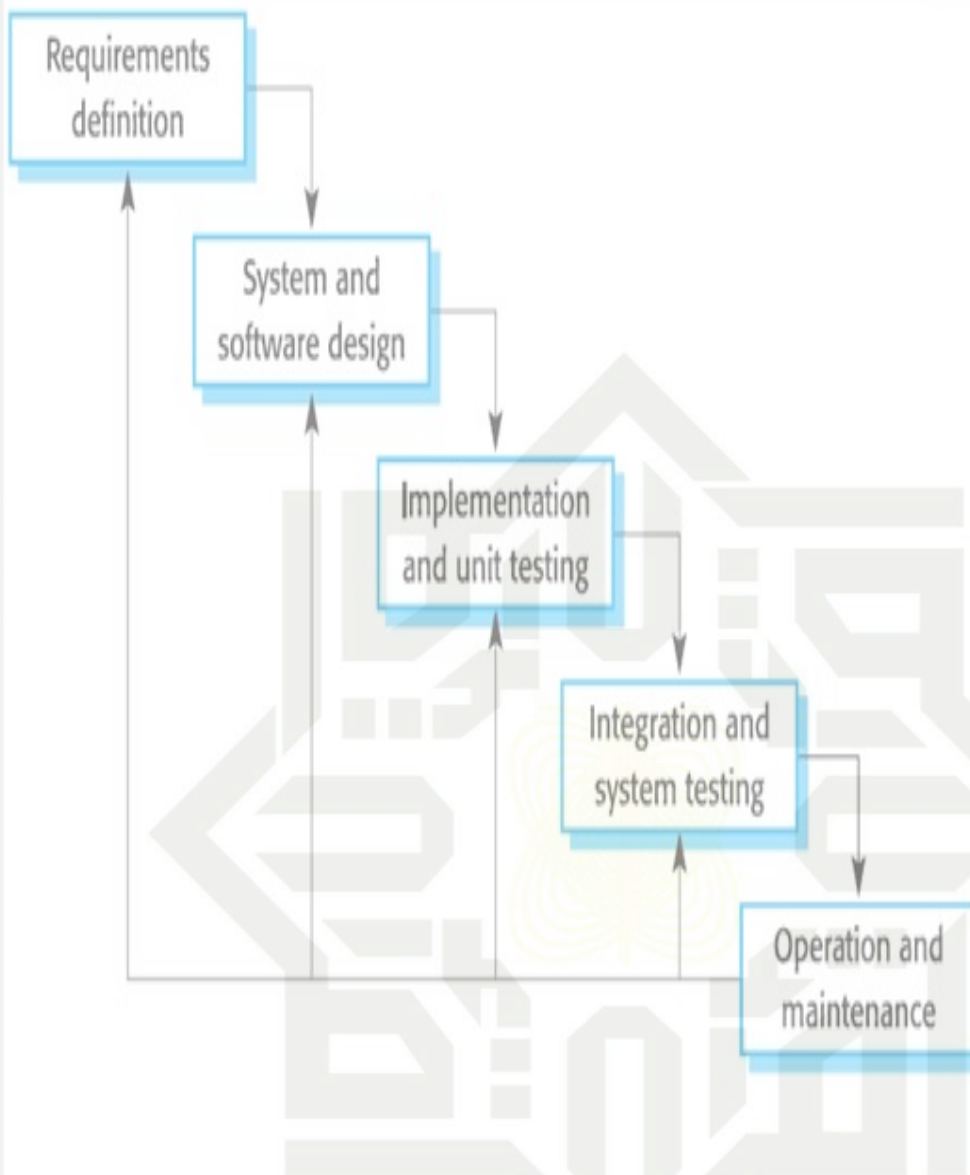 Requirements
definition
System and
software design
Implementation
and unit testing
Integration and
system testing
Operation and
maintenance